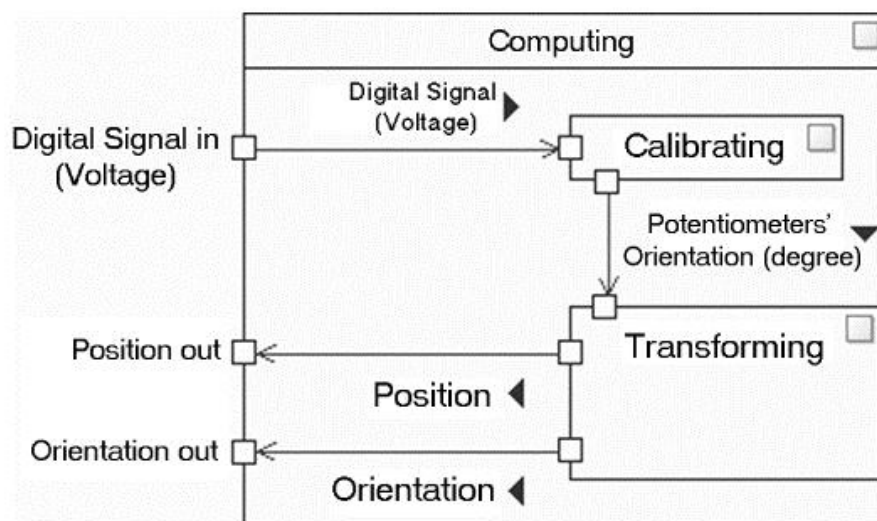 Computing
Digital Signal
(Voltage)
Digital Signal in
(Voltage)
Calibrating
Potentiometers'
Orientation (degree)
Position out
Transforming
Position
Orientation out
Orientation